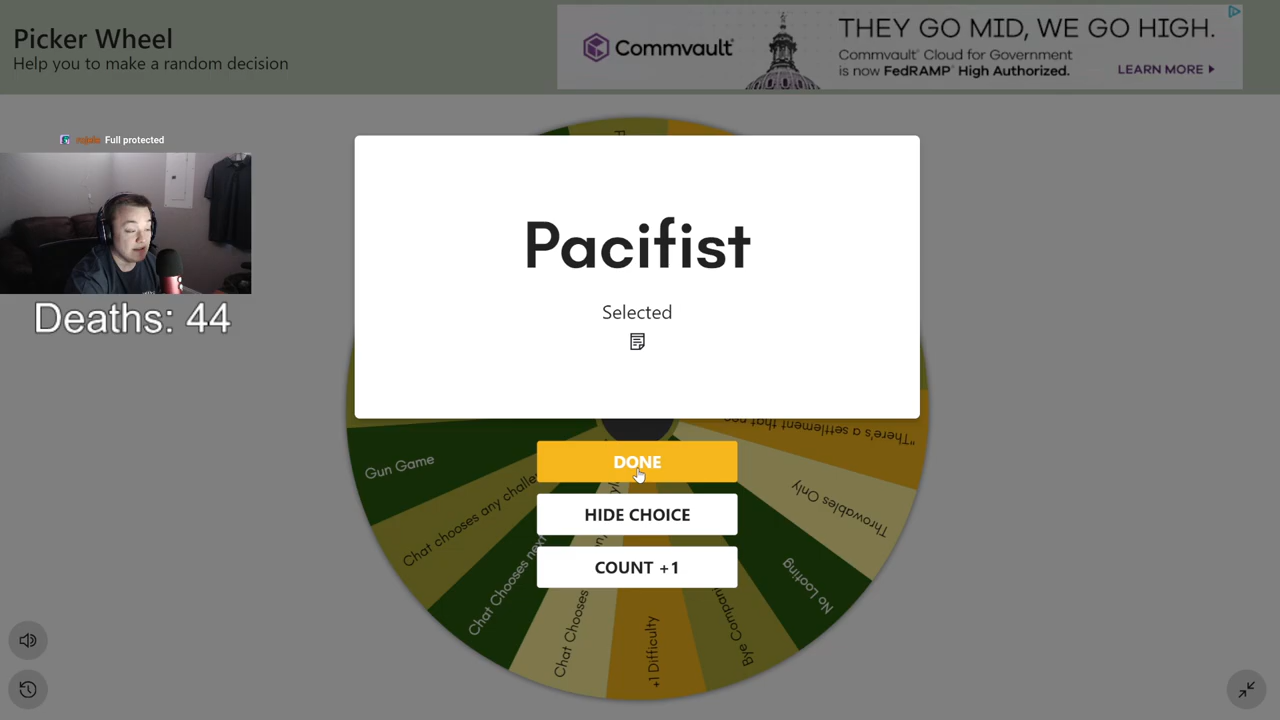 Picker Wheel
Help you to make a random decision
Commvault
THEY GO MID, WE GO HIGH.
Commvault® Cloud for Government
is now FedRAMP® High Authorized.
LEARN MORE
Full protected
Deaths: 44
Pacifist
Selected
DONE
HIDE CHOICE
COUNT +1
"There's a settlement that
Throwables Only
No Looting
Bye Compan
+1 Difficulty
Chat Chooses
Chat Chooses next
Chat chooses any challe
Gun Game